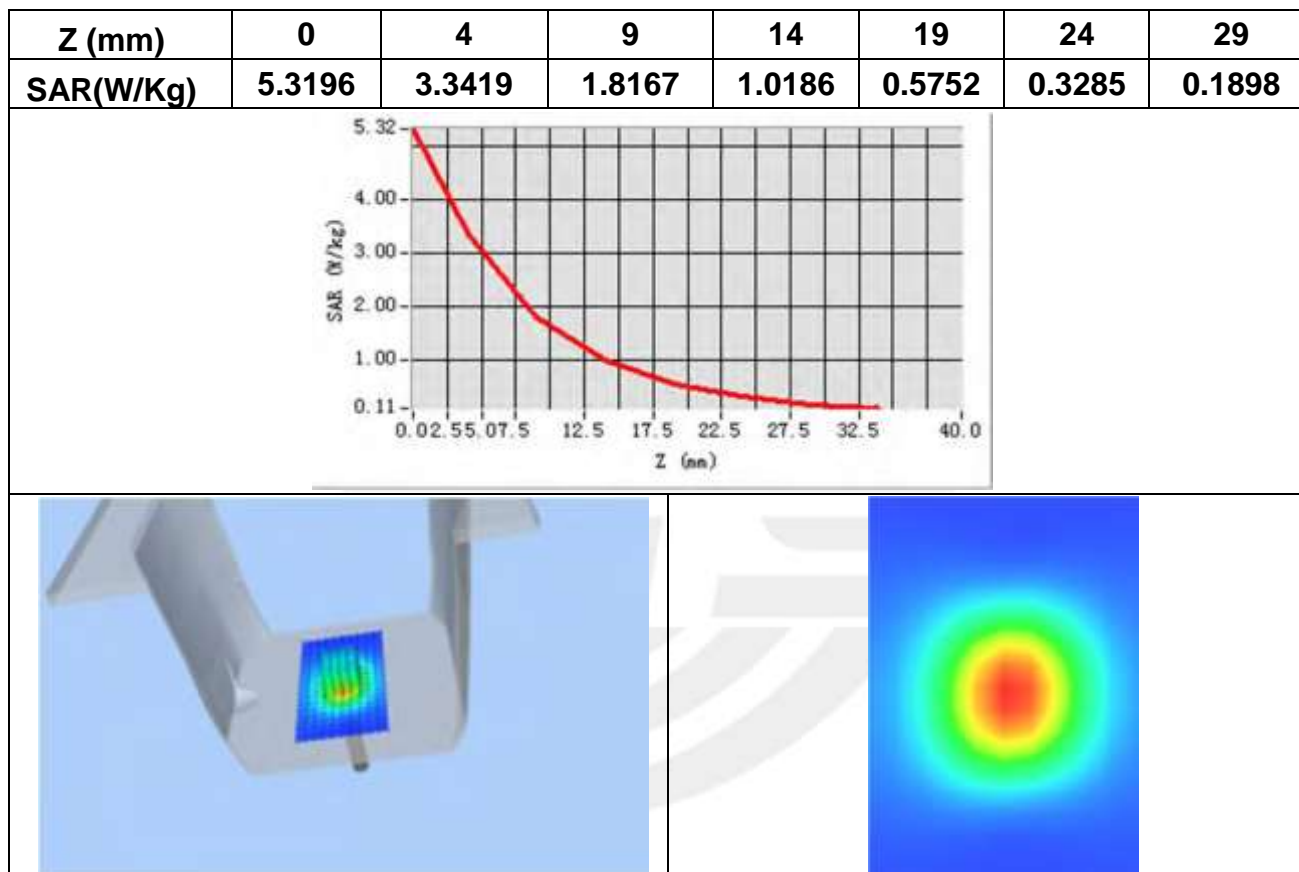 Z (mm) 0 4 9 14 19 24 29
SAR(W/Kg) 5.3196 3.3419 1.8167 1.0186 0.5752 0.3285 0.1898
5.32
4.00
3.00
2.00
1.00
0.11
SAR (W/kg)
0.0 2.5 5.0 7.5 12.5 17.5 22.5 27.5 32.5 40.0
Z (mm)